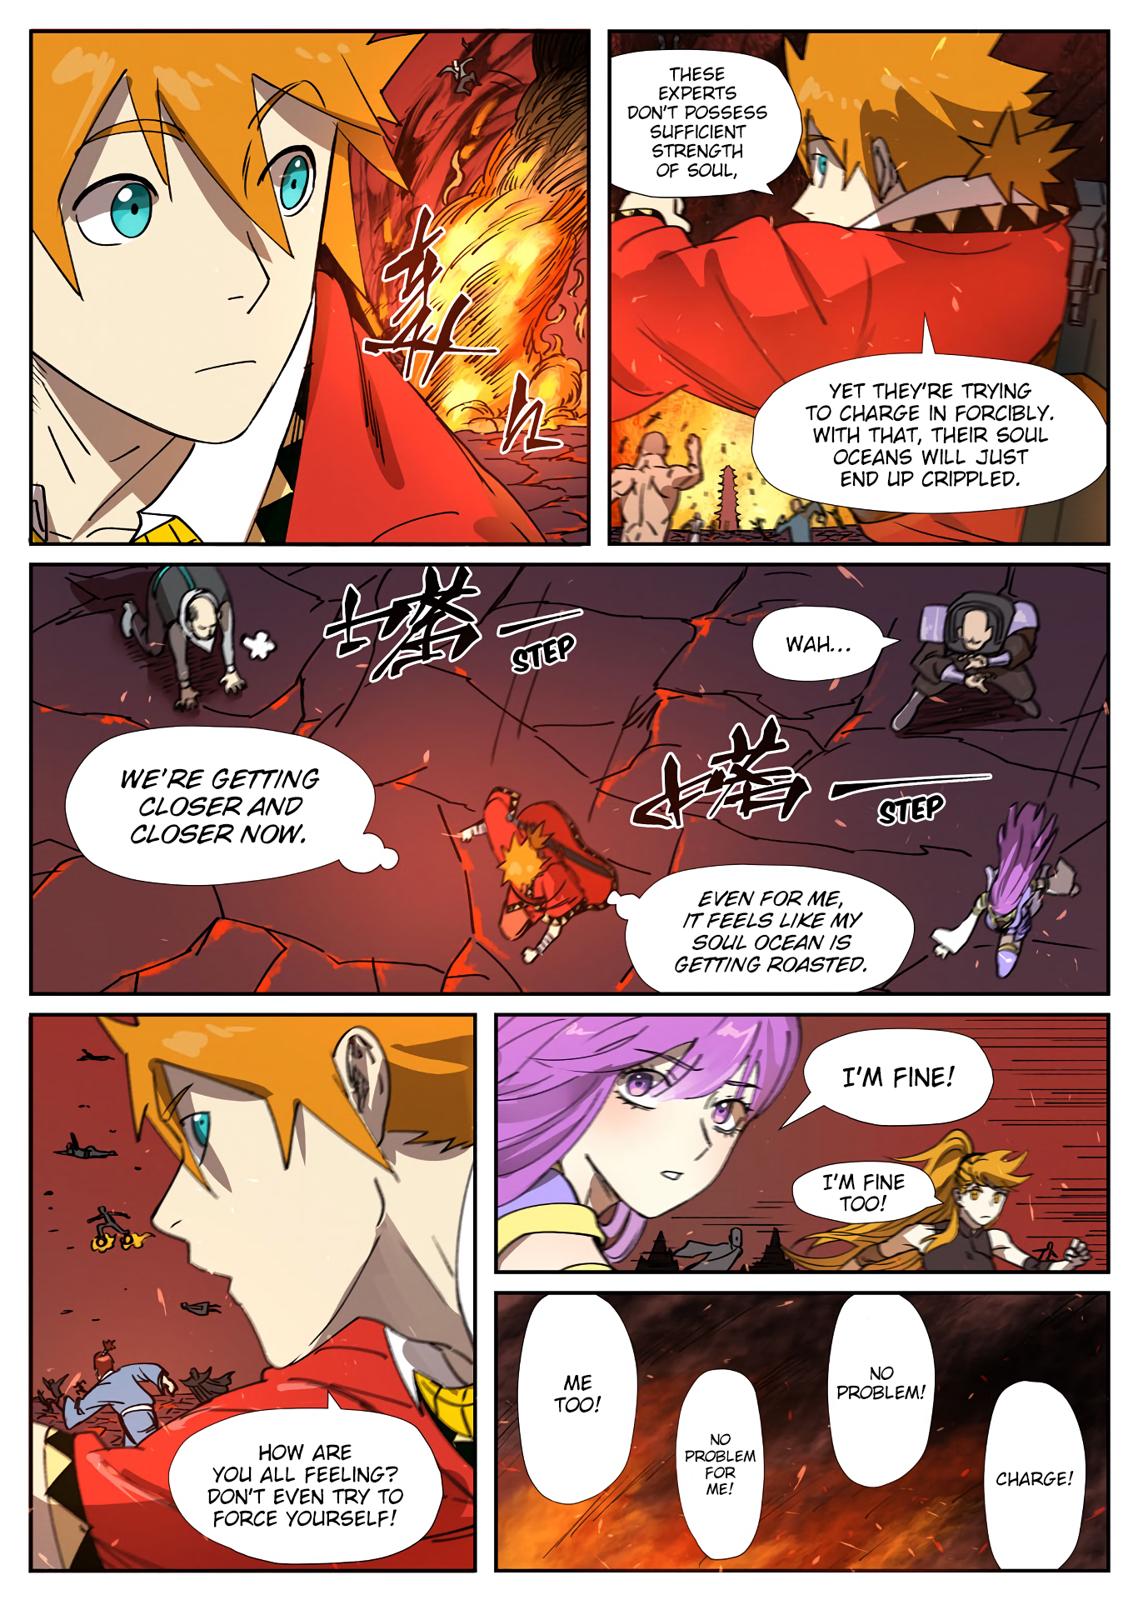 THESE
EXPERTS
DON'T POSSESS
SUFFICIENT
STRENGTH
OF SOUL,
YET THEY'RE TRYING
TO CHARGE IN FORCIBLY.
WITH THAT, THEIR SOUL
OCEANS WILL JUST
END UP CRIPPLED.
STEP
WAH...
WE'RE GETTING
CLOSER AND
CLOSER NOW.
STEP
EVEN FOR ME,
IT FEELS LIKE MY
SOUL OCEAN IS
GETTING ROASTED.
HOW ARE
YOU ALL FEELING?
DON'T EVEN TRY TO
FORCE YOURSELF!
I'M FINE!
I'M FINE
TOO!
ME
TOO!
NO
PROBLEM
FOR
ME!
NO
PROBLEM!
CHARGE!